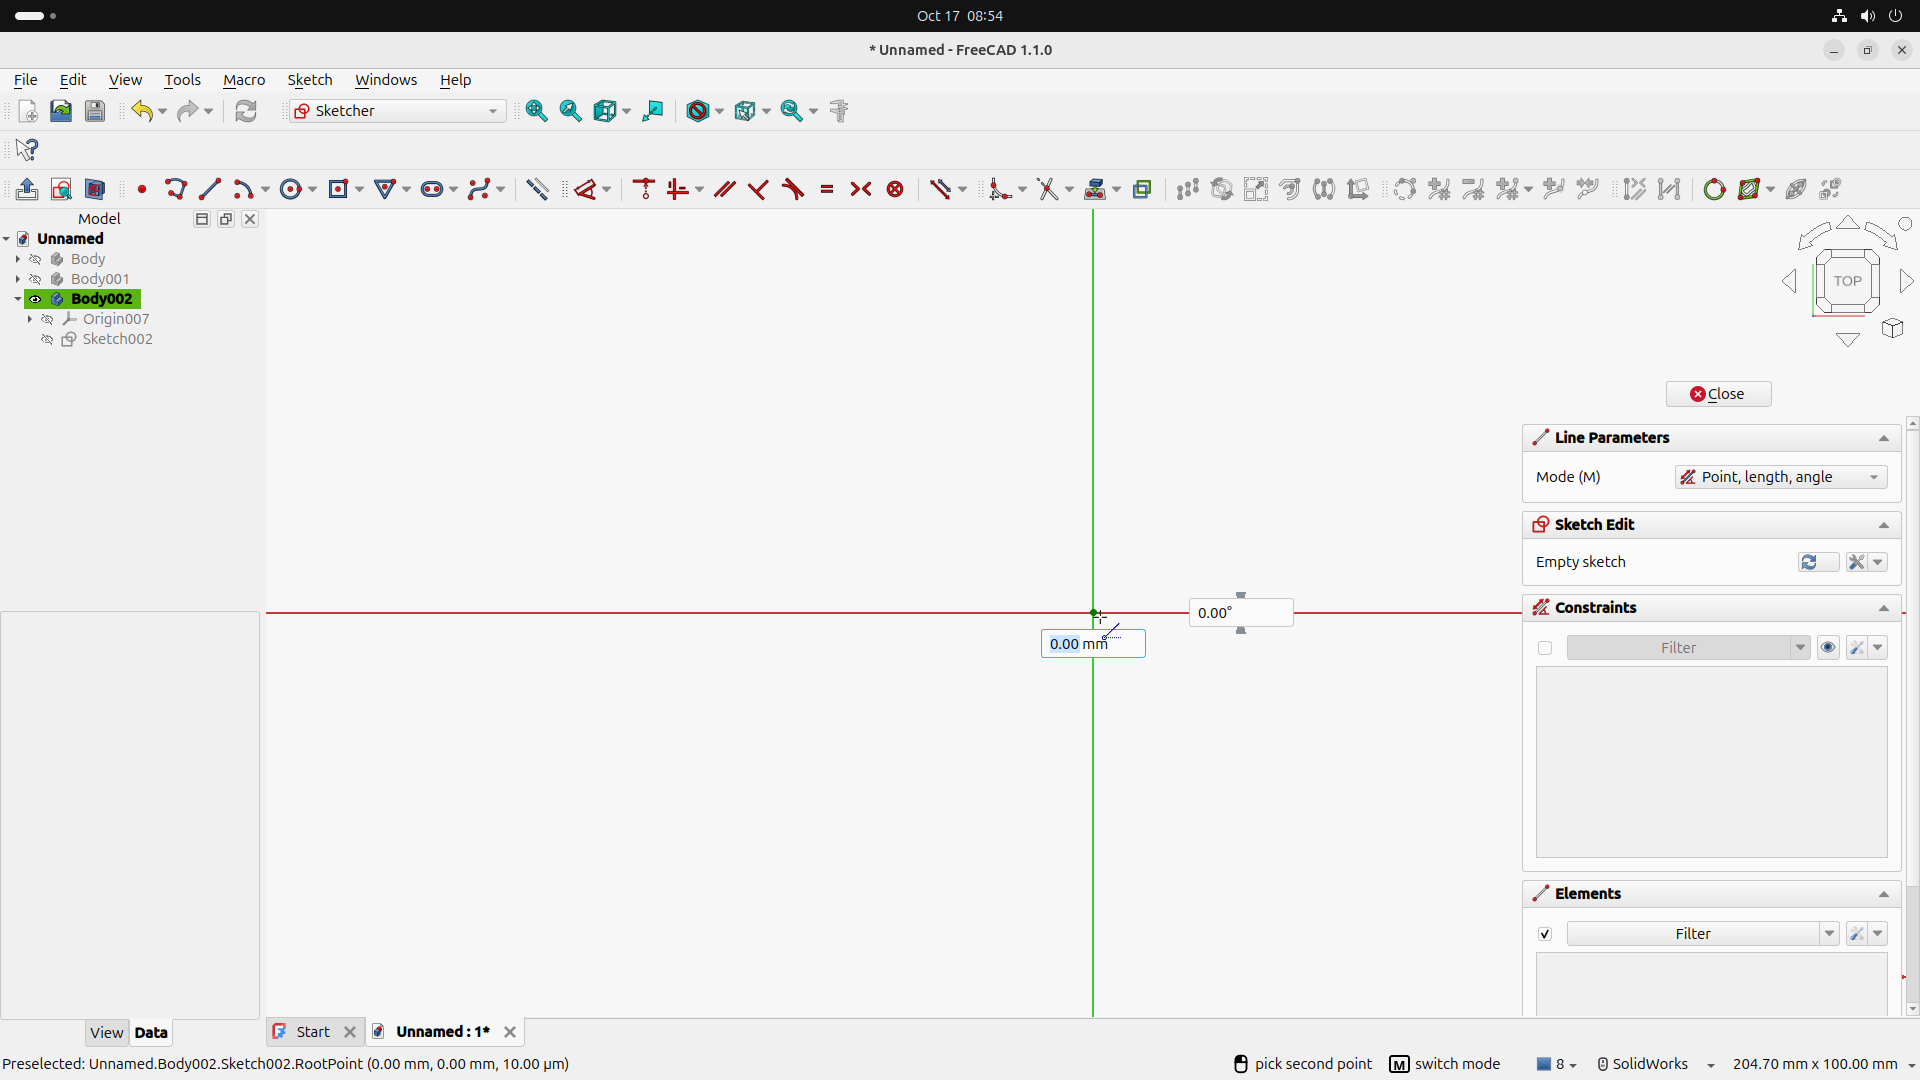 Oct 17 08:54
* Unnamed - FreeCAD 1.1.0
File Edit View Tools Macro Sketch Windows Help
Sketcher
Model
Unnamed
Body
Body001
Body002
Origin007
Sketch002
TOP
Close
Line Parameters
Mode (M) Point, length, angle
Sketch Edit
Empty sketch
Constraints
Filter
0.00°
0.00 mm
Elements
Filter
View Data
Start Unnamed : 1*
Preselected: Unnamed.Body002.Sketch002.RootPoint (0.00 mm, 0.00 mm, 10.00 µm)
pick second point M switch mode 8 SolidWorks 204.70 mm x 100.00 mm